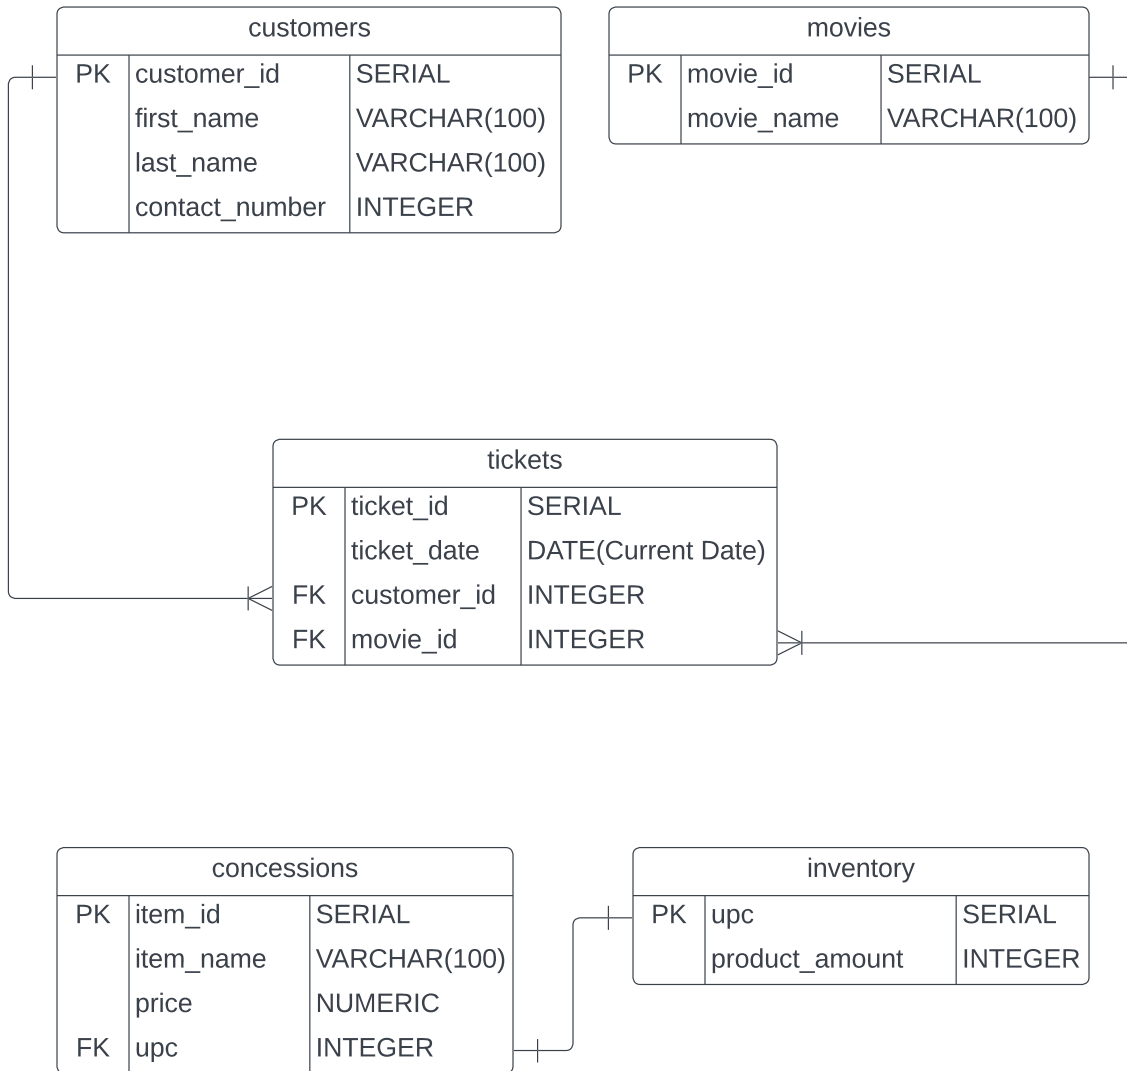 customers
PK customer_id SERIAL
first_name VARCHAR(100)
last_name VARCHAR(100)
contact_number INTEGER
movies
PK movie_id SERIAL
movie_name VARCHAR(100)
tickets
PK ticket_id SERIAL
ticket_date DATE(Current Date)
FK customer_id INTEGER
FK movie_id INTEGER
concessions
PK item_id SERIAL
item_name VARCHAR(100)
price NUMERIC
FK upc INTEGER
inventory
PK upc SERIAL
product_amount INTEGER